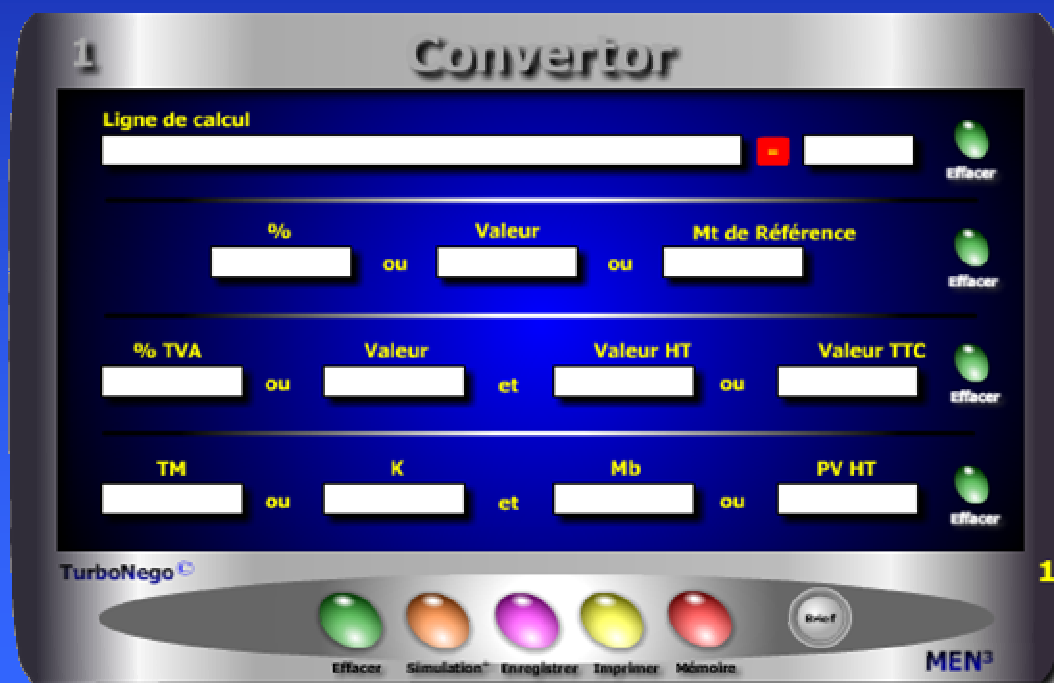 1 Convertor
Ligne de calcul
=
Effacer
% Valeur Mt de Référence
ou ou
Effacer
% TVA Valeur Valeur HT Valeur TTC
ou et ou
Effacer
TM K Mb PV HT
ou et ou
Effacer
TurboNego© 1
Brief
Effacer Simulation+ Enregistrer Imprimer Mémoire
MEN³